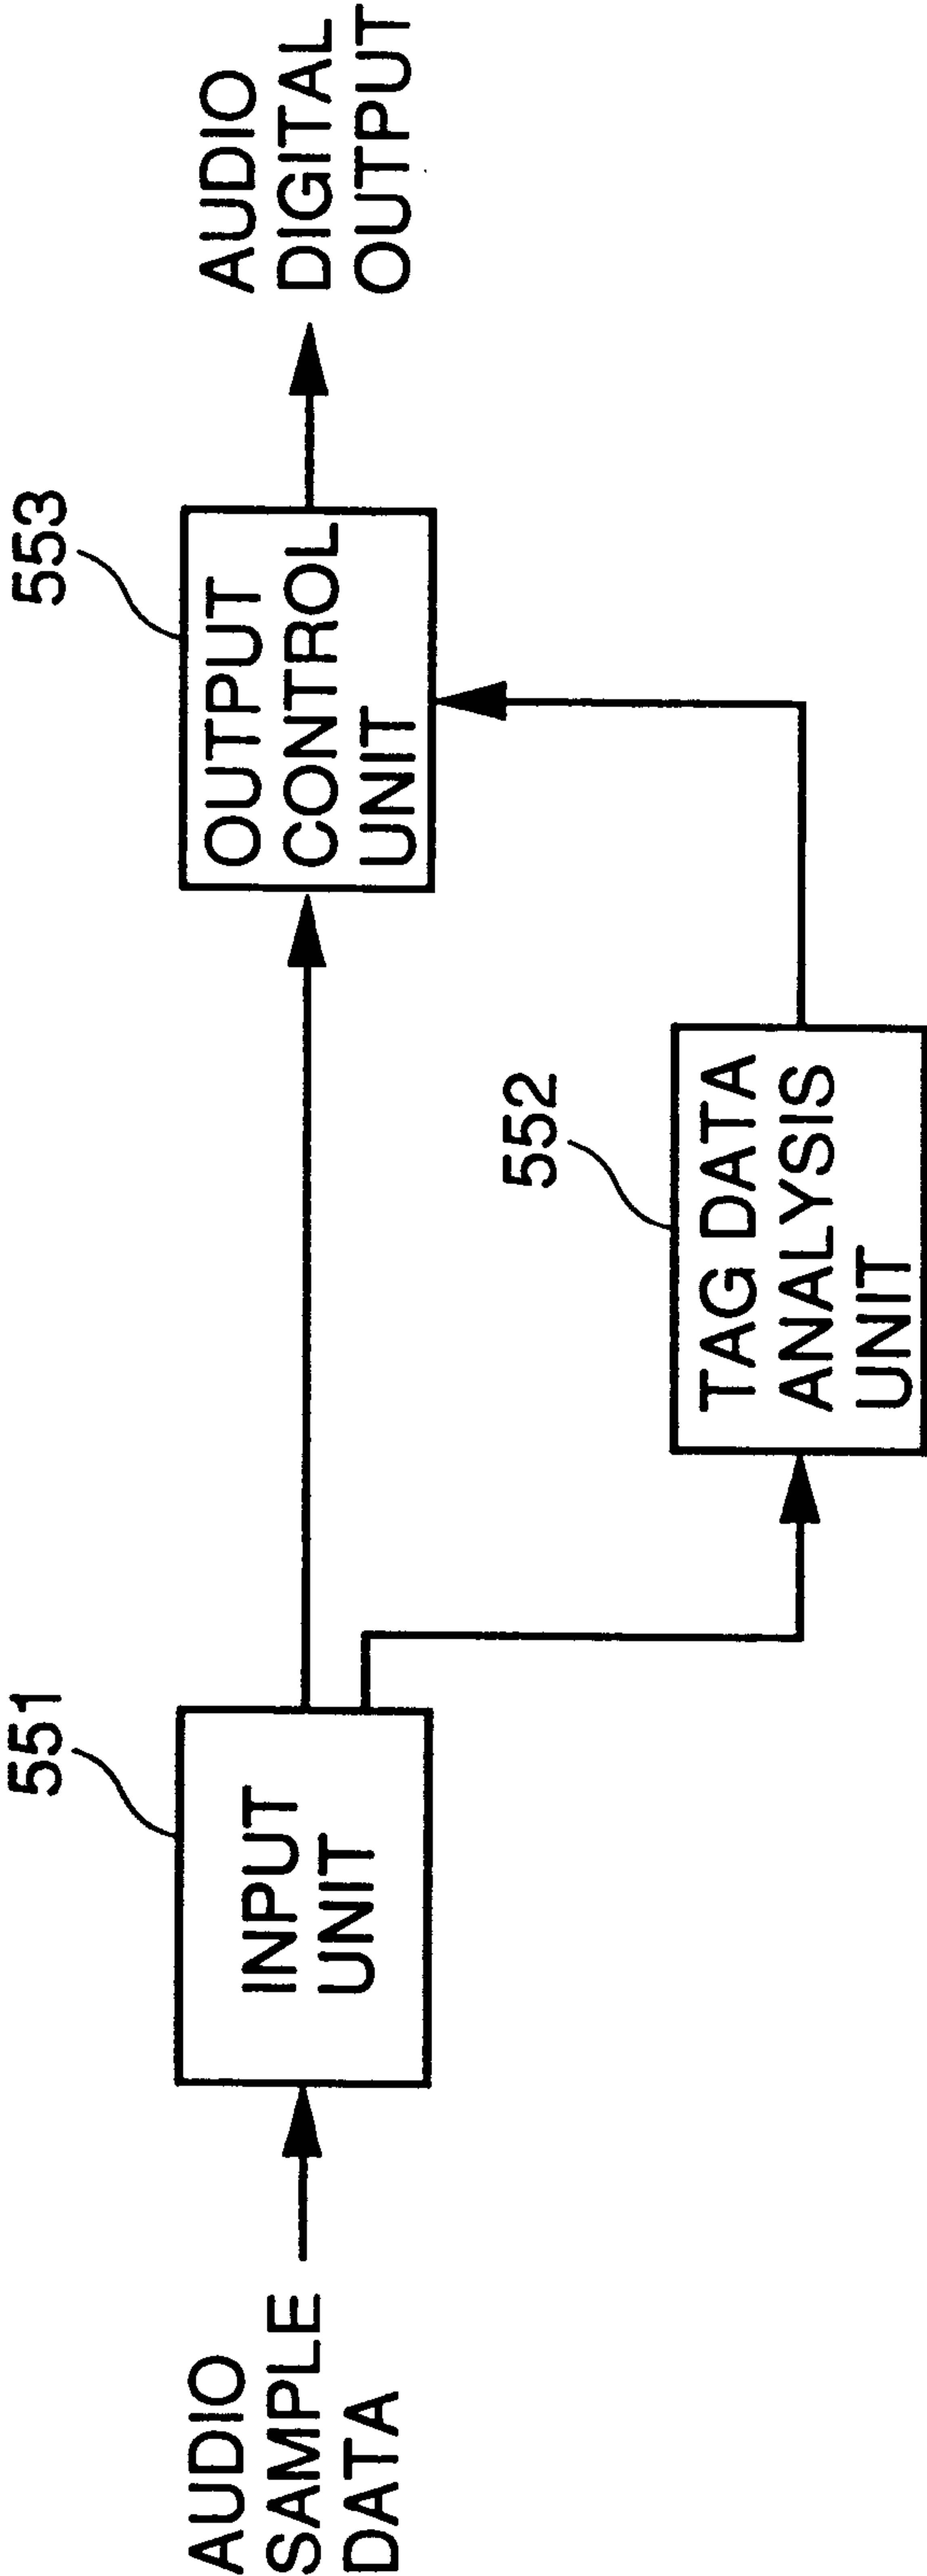 AUDIO
SAMPLE
DATA
551
INPUT
UNIT
552
TAG DATA
ANALYSIS
UNIT
553
OUTPUT
CONTROL
UNIT
AUDIO
DIGITAL
OUTPUT